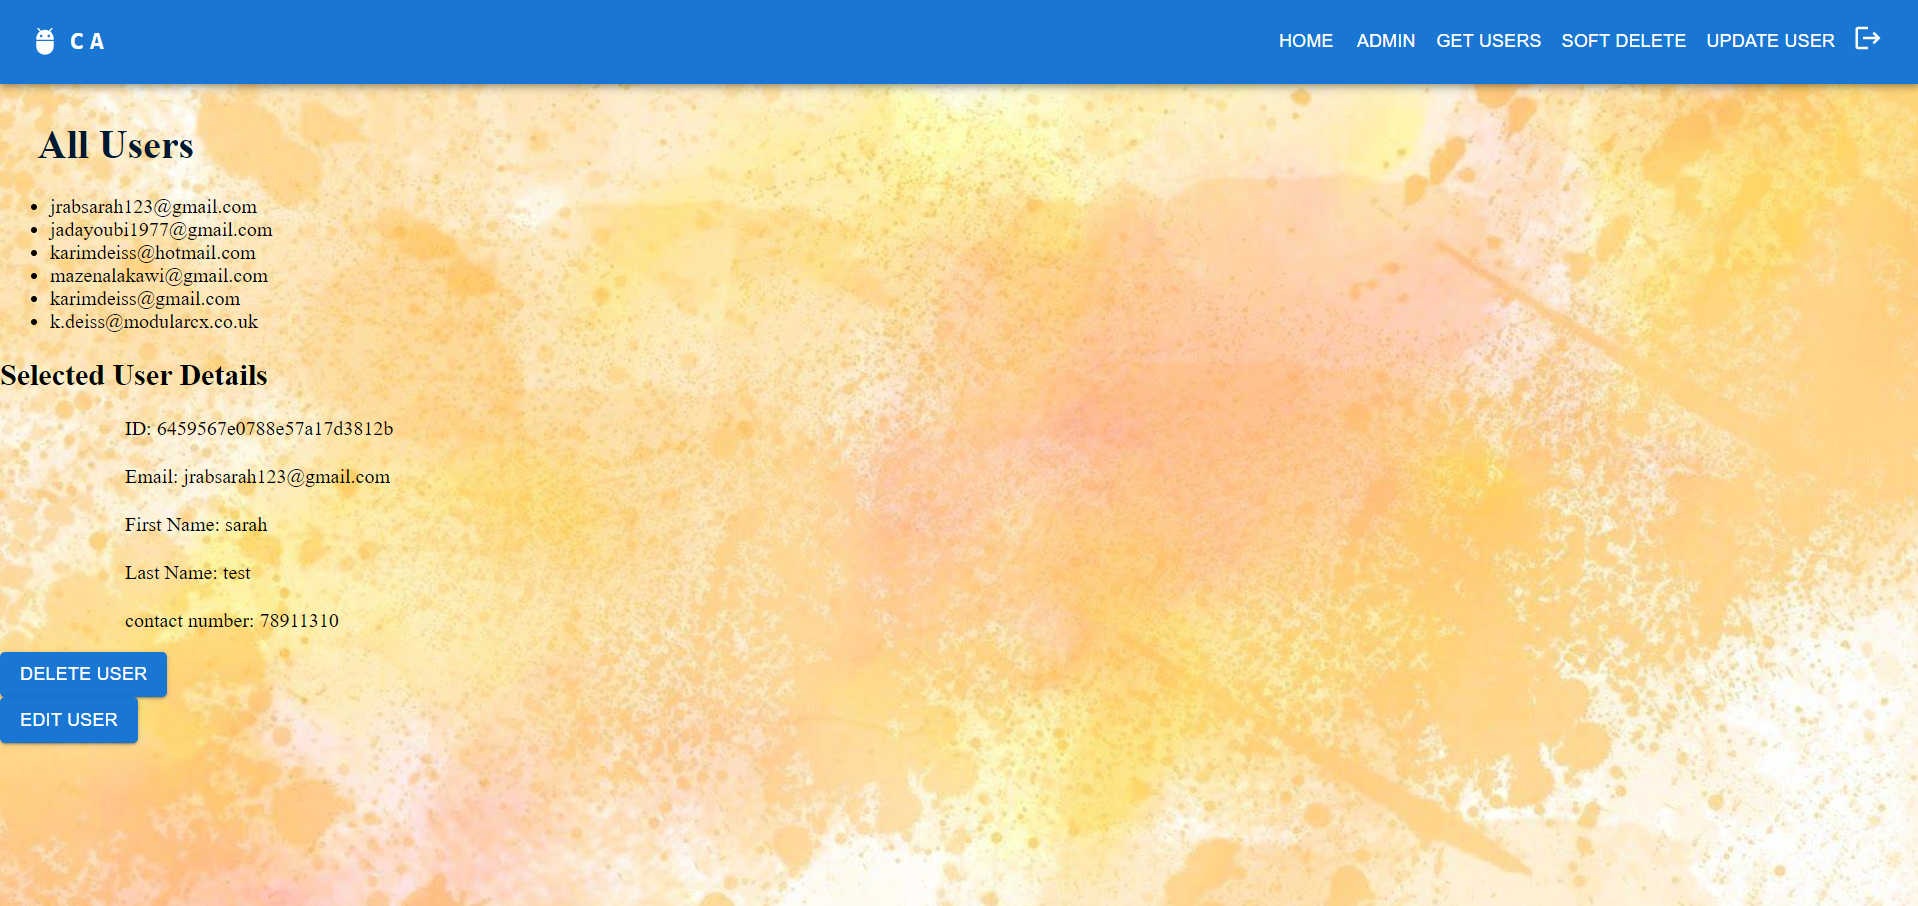 C A
HOME ADMIN GET USERS SOFT DELETE UPDATE USER
All Users
jrabsarah123@gmail.com
jadayoubi1977@gmail.com
karimdeiss@hotmail.com
mazenalakawi@gmail.com
karimdeiss@gmail.com
k.deiss@modularcx.co.uk
Selected User Details
ID: 6459567e0788e57a17d3812b
Email: jrabsarah123@gmail.com
First Name: sarah
Last Name: test
contact number: 78911310
DELETE USER
EDIT USER